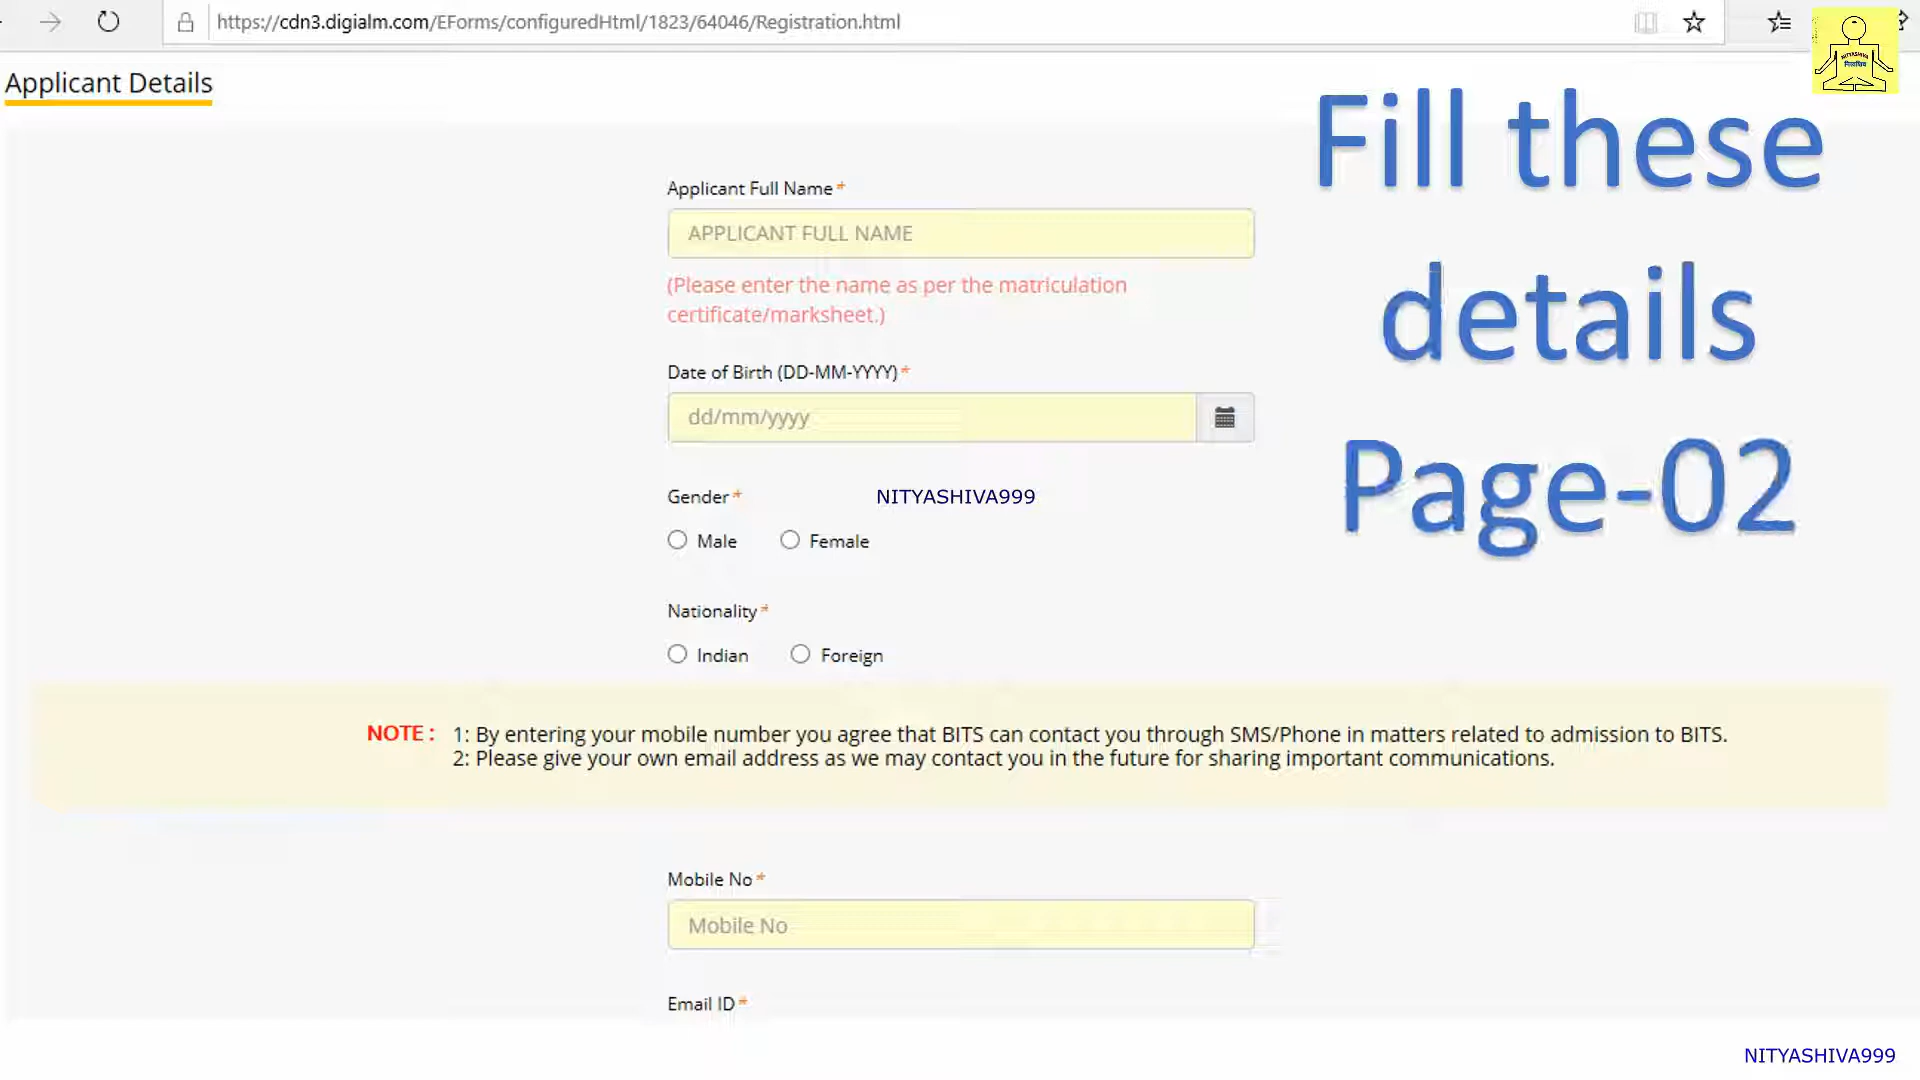 https://cdn3.digialm.com/EForms/configuredHtml/1823/64046/Registration.html
Applicant Details
Fill these
details
Page-02
Applicant Full Name*
APPLICANT FULL NAME
(Please enter the name as per the matriculation
certificate/marksheet.)
Date of Birth (DD-MM-YYYY)*
dd/mm/yyyy
Gender* NITYASHIVA999
Male Female
Nationality*
Indian Foreign
NOTE : 1: By entering your mobile number you agree that BITS can contact you through SMS/Phone in matters related to admission to BITS.
2: Please give your own email address as we may contact you in the future for sharing important communications.
Mobile No*
Mobile No
Email ID*
NITYASHIVA999